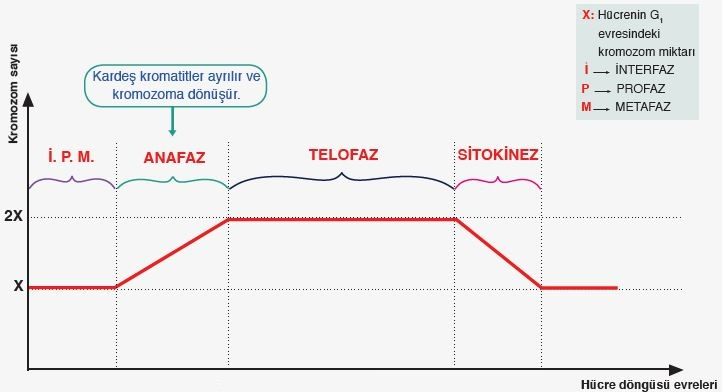 X: Hücrenin G1
evresindeki
kromozom miktarı
İ → İNTERFAZ
P → PROFAZ
M → METAFAZ
Kromozom sayısı
Kardeş kromatitler ayrılır ve
kromozoma dönüşür.
İ. P. M.
ANAFAZ
TELOFAZ
SİTOKİNEZ
2X
X
Hücre döngüsü evreleri